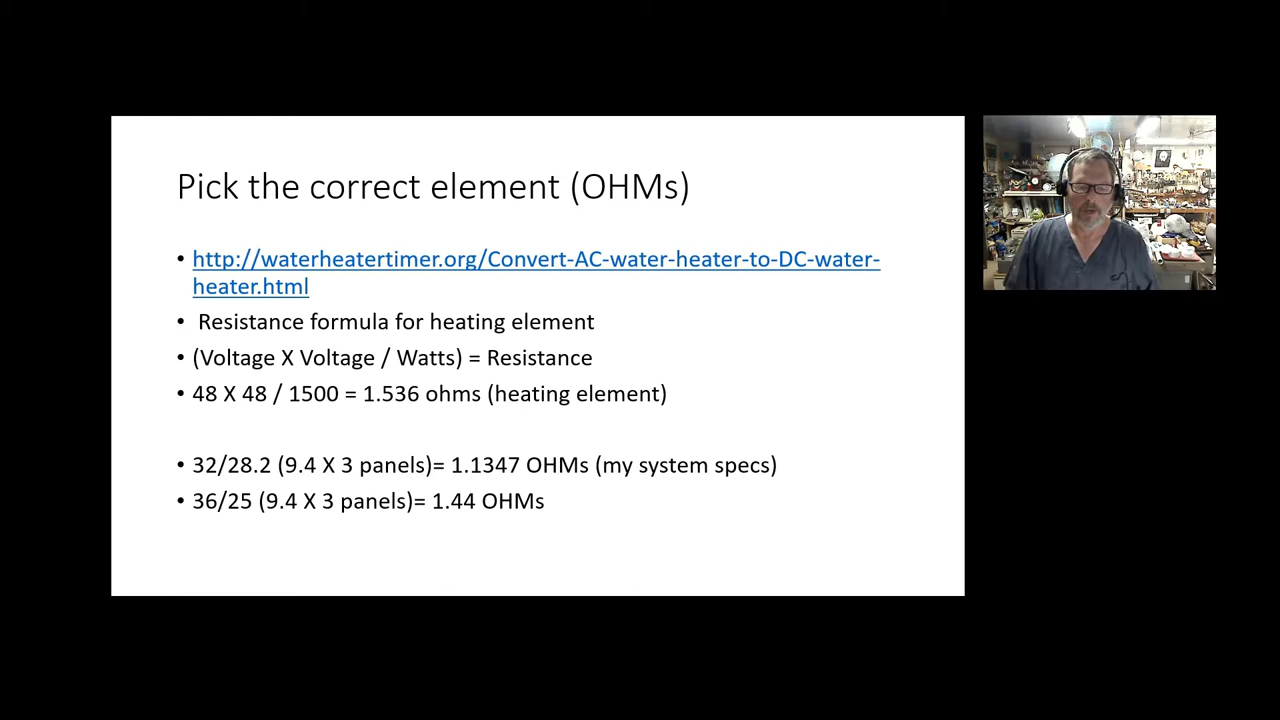 Pick the correct element (OHMs)
• http://waterheatertimer.org/Convert-AC-water-heater-to-DC-water-
heater.html
• Resistance formula for heating element
• (Voltage X Voltage / Watts) = Resistance
• 48 X 48 / 1500 = 1.536 ohms (heating element)
• 32/28.2 (9.4 X 3 panels)= 1.1347 OHMs (my system specs)
• 36/25 (9.4 X 3 panels)= 1.44 OHMs